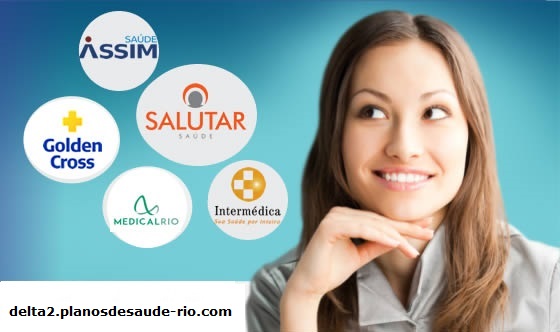 SAÚDE
ASSIM
SALUTAR
SAÚDE
Golden
Cross
MEDICALRIO
Intermédica
Sua Saúde por Inteiro
delta2.planosdesaude-rio.com